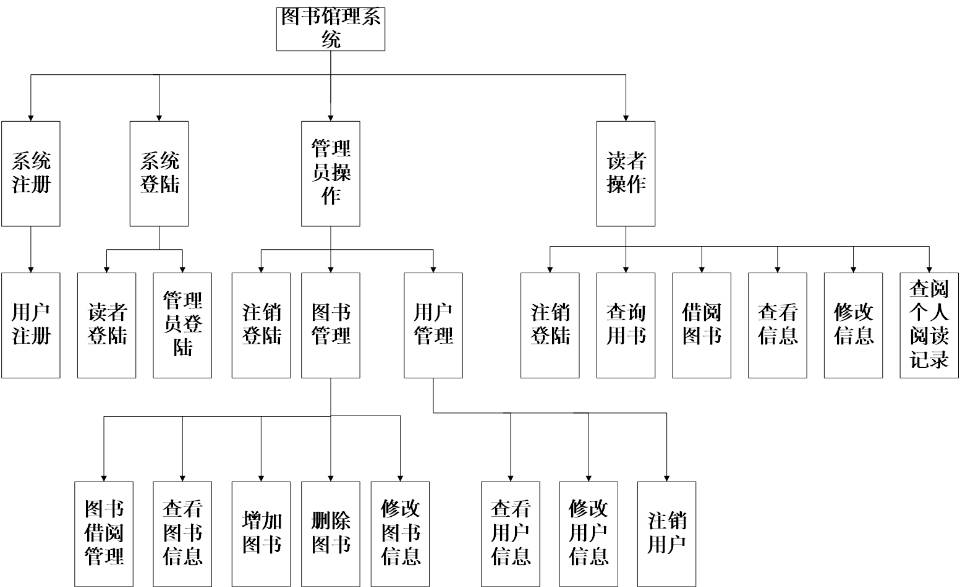 图书馆理系
统
系统
注册
系统
登陆
管理
员操
作
读者
操作
用户
注册
读者
登陆
管理
员登
陆
注销
登陆
图书
管理
用户
管理
注销
登陆
查询
用书
借阅
图书
查看
信息
修改
信息
查阅
个人
阅读
记录
图书
借阅
管理
查看
图书
信息
增加
图书
删除
图书
修改
图书
信息
查看
用户
信息
修改
用户
信息
注销
用户